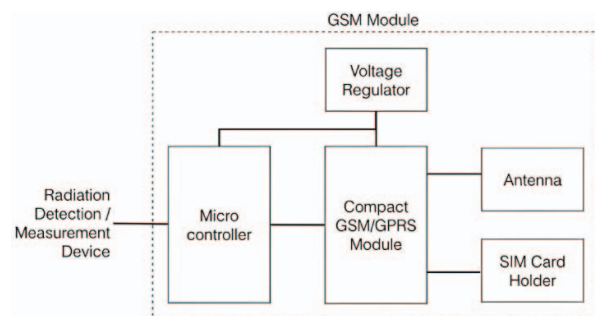 GSM Module
Voltage
Regulator
Radiation
Detection /
Measurement
Device
Micro
controller
Compact
GSM/GPRS
Module
Antenna
SIM Card
Holder